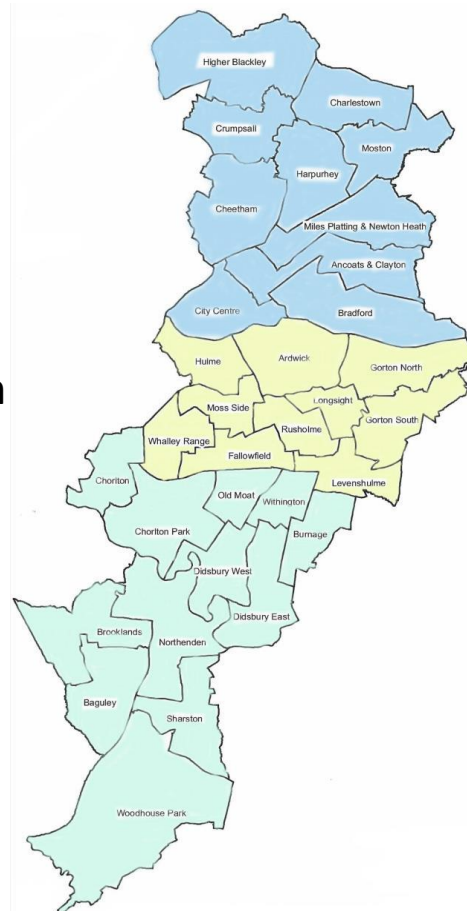 Higher Blackley
Charlestown
Crumpsall
Moston
Harpurhey
Cheetham
Miles Platting & Newton Heath
Ancoats & Clayton
City Centre
Bradford
Hulme
Ardwick
Gorton North
Longsight
Moss Side
Gorton South
Rusholme
Whalley Range
Fallowfield
Levenshulme
Chorlton
Old Moat
Withington
Chorlton Park
Burnage
Didsbury West
Didsbury East
Brooklands
Northenden
Baguley
Sharston
Woodhouse Park